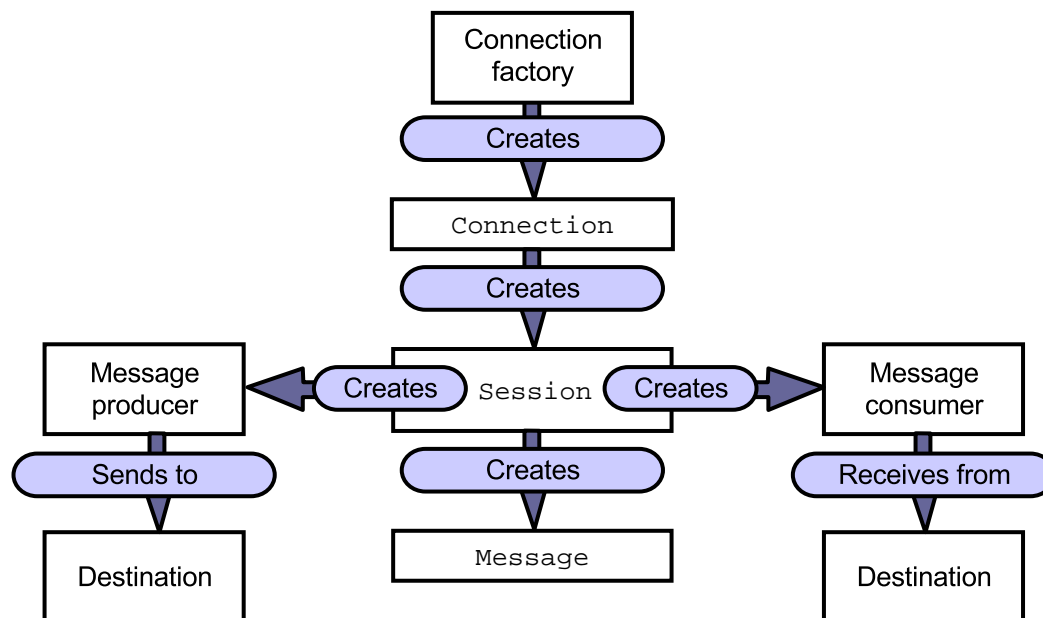 Connection
factory
Creates
Connection
Creates
Message
producer
Creates
Session
Creates
Message
consumer
Sends to
Creates
Receives from
Destination
Message
Destination